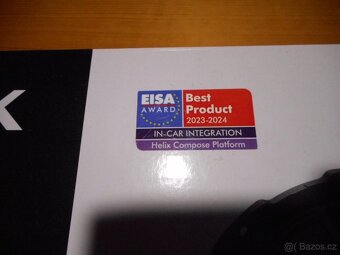 EISA
AWARD
Best
Product
2023-2024
IN-CAR INTEGRATION
Helix Compose Platform
Bazos.cz